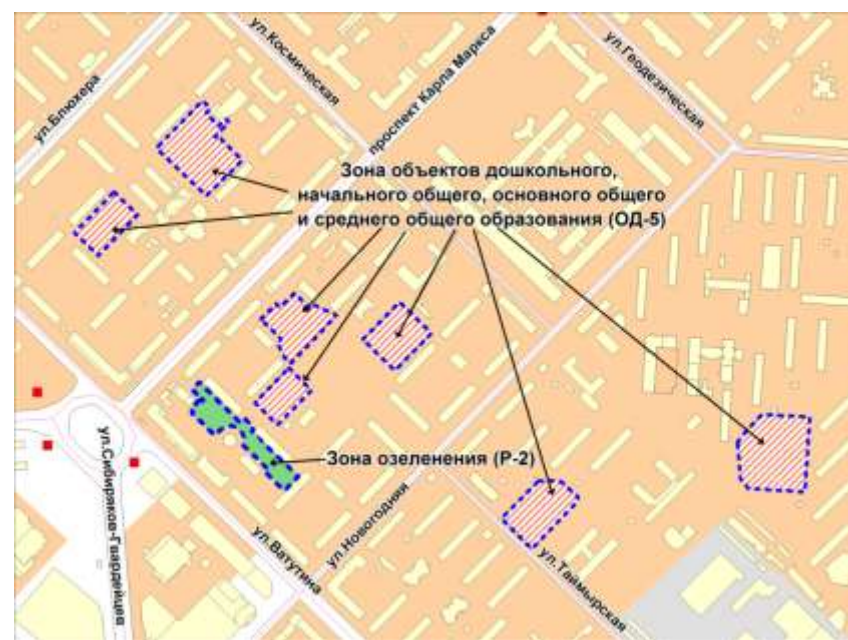 ул.Блюхера
ул.Космическая
проспект Карла Маркса
ул.Геодезическая
Зона объектов дошкольного,
начального общего, основного общего
и среднего общего образования (ОД-5)
Зона озеленения (Р-2)
ул.Сибиряков-Гвардейцев
ул.Ватутина
ул.Новогодняя
ул.Таймырская